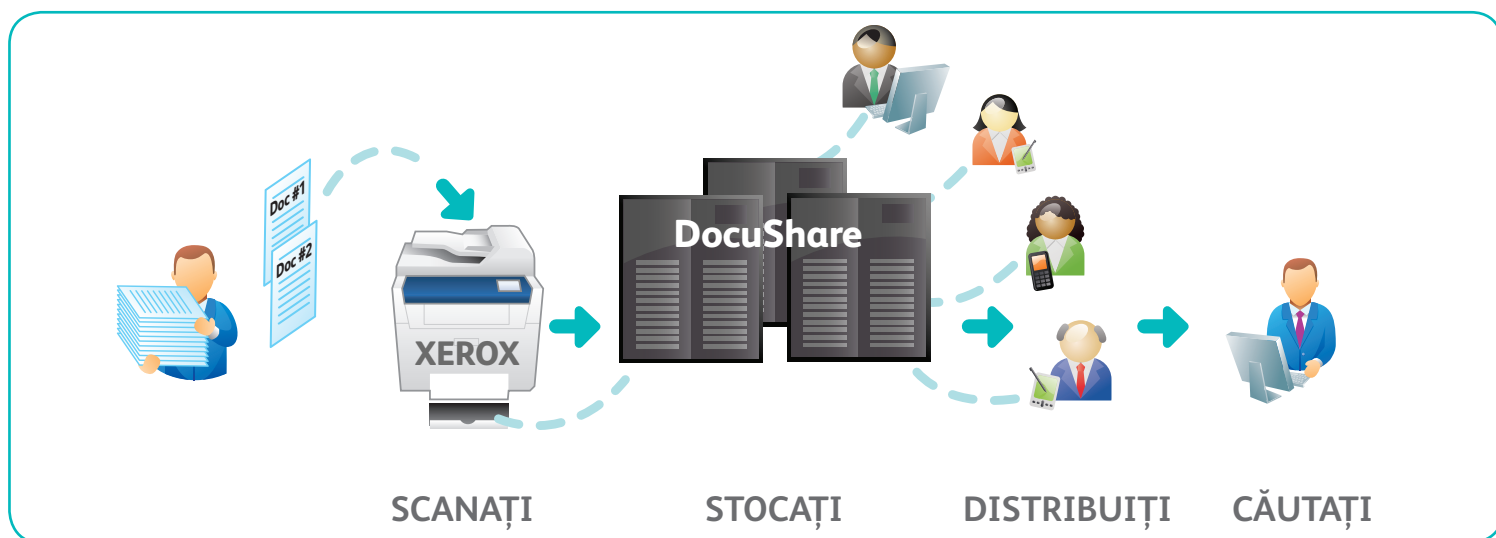 Doc #1
Doc #2
XEROX
DocuShare
SCANAȚI
STOCAȚI
DISTRIBUIȚI
CĂUTAȚI